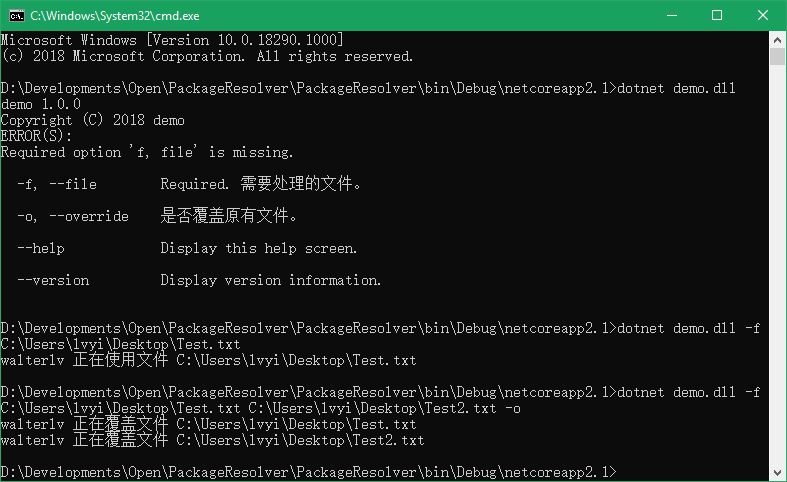 C:\Windows\System32\cmd.exe
Microsoft Windows [Version 10.0.18290.1000]
(c) 2018 Microsoft Corporation. All rights reserved.
D:\Developments\Open\PackageResolver\PackageResolver\bin\Debug\netcoreapp2.1>dotnet demo.dll
demo 1.0.0
Copyright (C) 2018 demo
ERROR(S):
Required option 'f, file' is missing.
-f, --file Required. 需要处理的文件。
-o, --override 是否覆盖原有文件。
--help Display this help screen.
--version Display version information.
D:\Developments\Open\PackageResolver\PackageResolver\bin\Debug\netcoreapp2.1>dotnet demo.dll -f
C:\Users\lvyi\Desktop\Test.txt
walterlv 正在使用文件 C:\Users\lvyi\Desktop\Test.txt
D:\Developments\Open\PackageResolver\PackageResolver\bin\Debug\netcoreapp2.1>dotnet demo.dll -f
C:\Users\lvyi\Desktop\Test.txt C:\Users\lvyi\Desktop\Test2.txt -o
walterlv 正在覆盖文件 C:\Users\lvyi\Desktop\Test.txt
walterlv 正在覆盖文件 C:\Users\lvyi\Desktop\Test2.txt
D:\Developments\Open\PackageResolver\PackageResolver\bin\Debug\netcoreapp2.1>